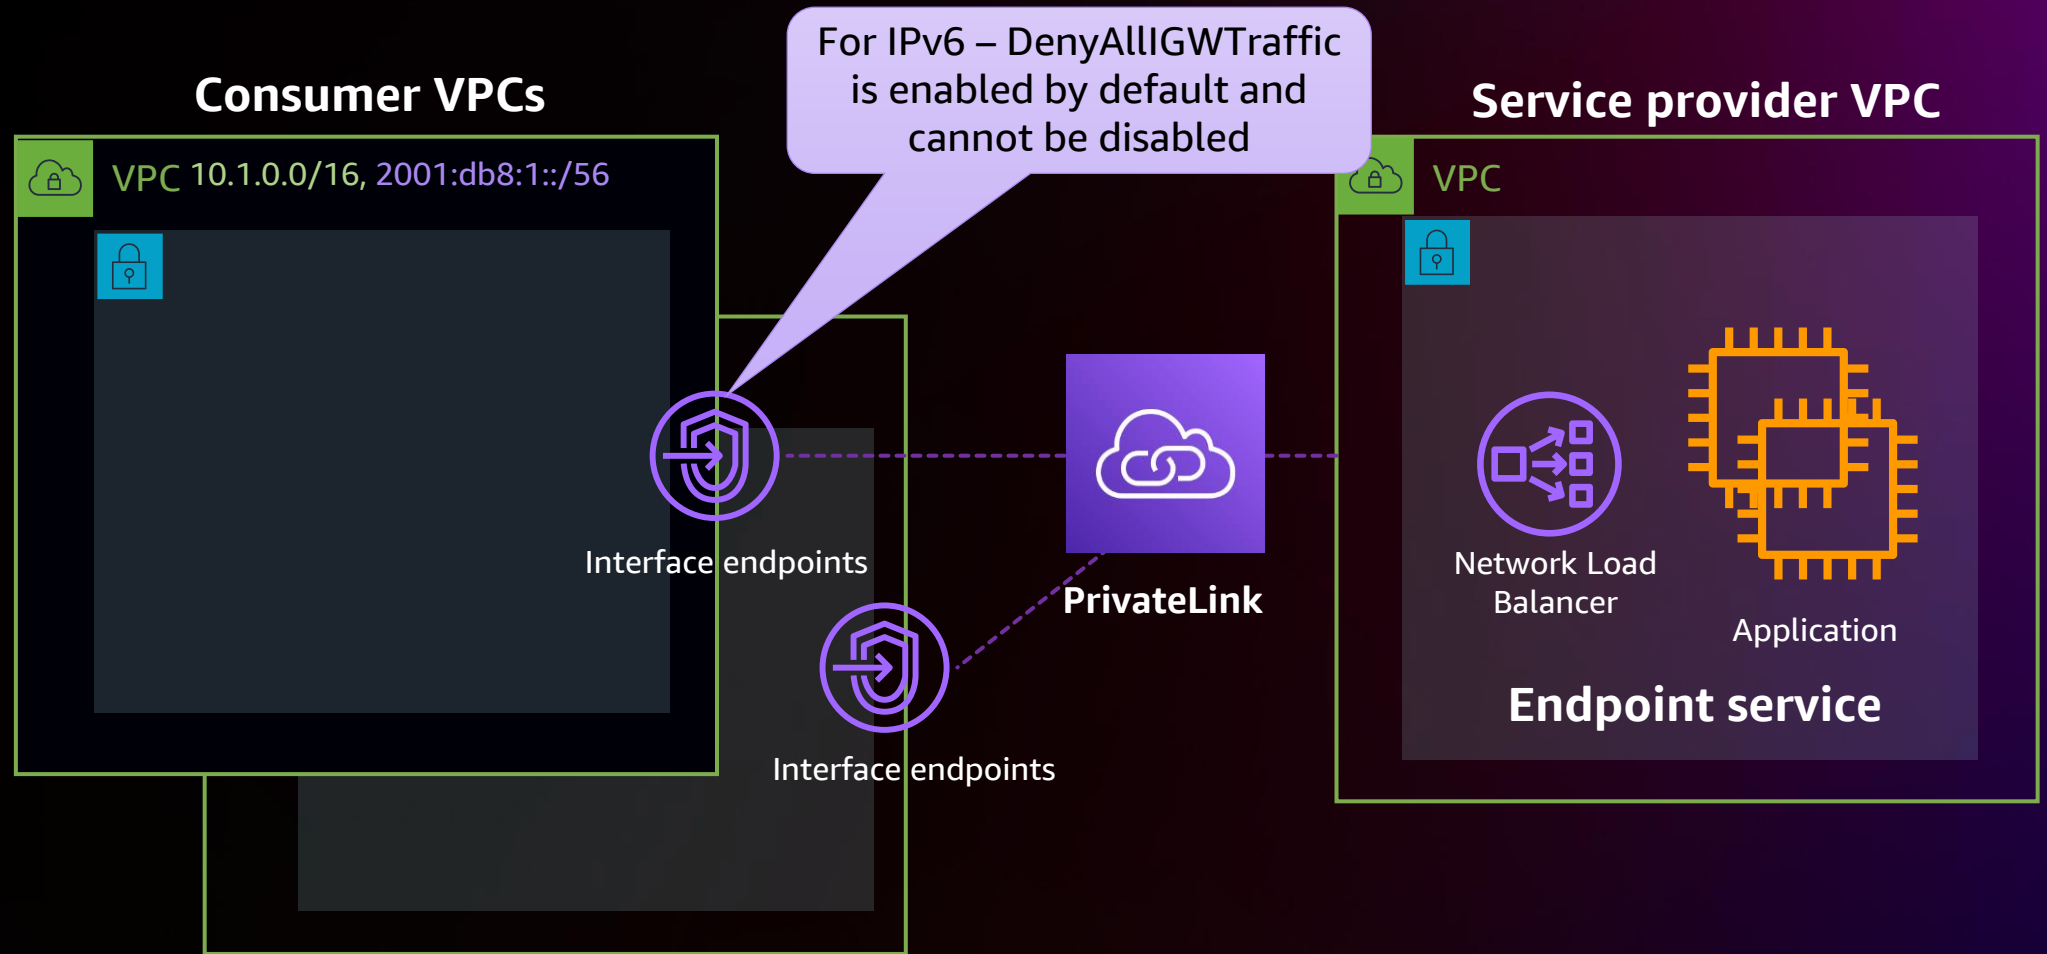 For IPv6 – DenyAllIGWTraffic
is enabled by default and
cannot be disabled
Consumer VPCs
Service provider VPC
VPC 10.1.0.0/16, 2001:db8:1::/56
VPC
Interface endpoints
PrivateLink
Network Load
Balancer
Application
Endpoint service
Interface endpoints